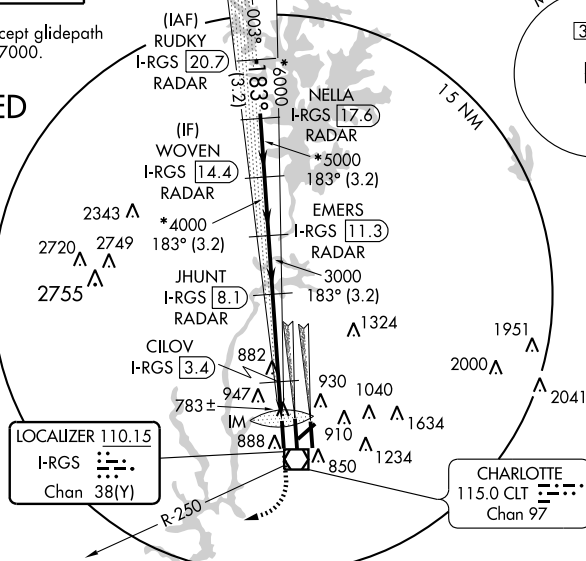 cept glidepath
7000.
ED
(IAF)
RUDKY
I-RGS 20.7
RADAR
003°
183°
(3.2)
*6000
NELLA
I-RGS 17.6
RADAR
15 NM
3
(IF)
WOVEN
I-RGS 14.4
RADAR
*5000
183° (3.2)
*4000
183° (3.2)
EMERS
I-RGS 11.3
RADAR
2343
2720
2749
2755
JHUNT
I-RGS 8.1
RADAR
3000
183° (3.2)
1324
1951
2000
2041
CILOV
I-RGS 3.4
882
947
930
1040
783±
1634
IM
910
888
850
1234
LOCALIZER 110.15
I-RGS
Chan 38(Y)
R-250
CHARLOTTE
115.0 CLT
Chan 97